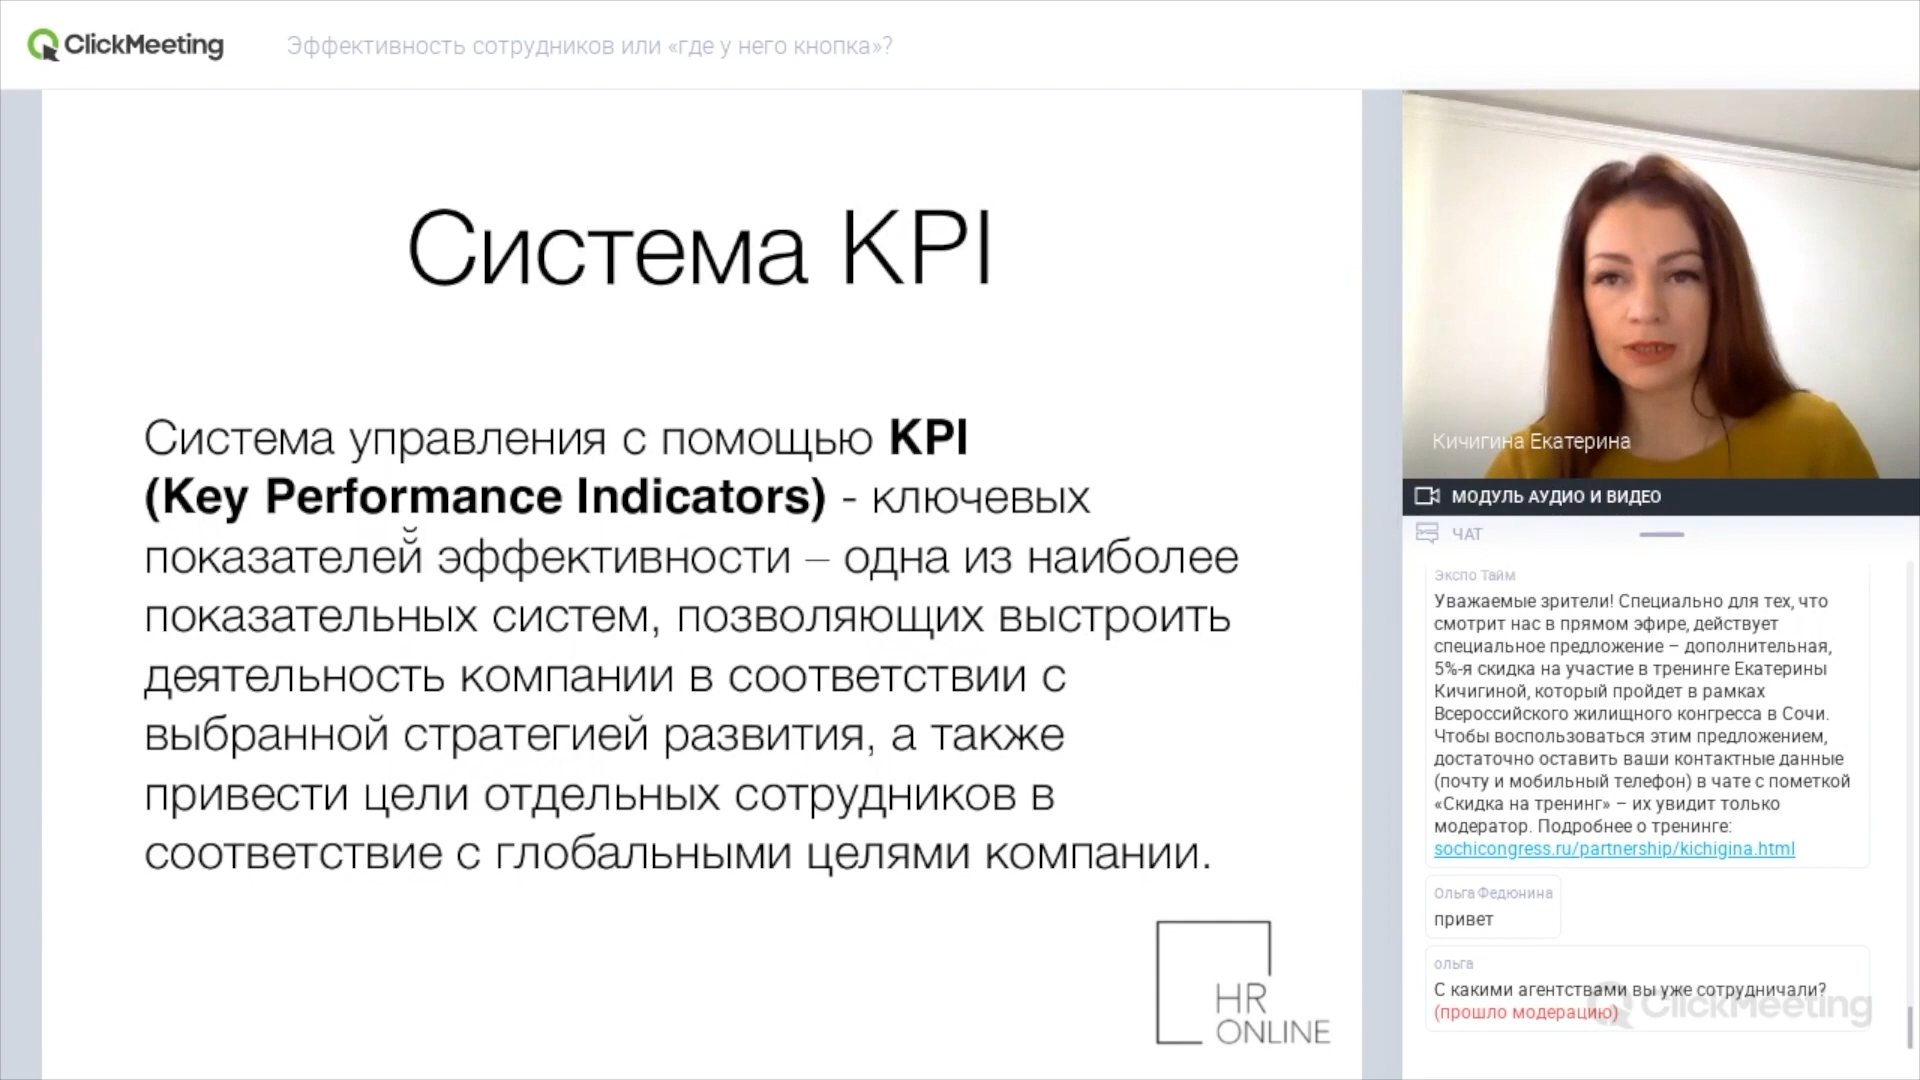 ClickMeeting
Эффективность сотрудников или «где у него кнопка»?
Система KPI
Система управления с помощью KPI
(Key Performance Indicators) - ключевых
показателей эффективности – одна из наиболее
показательных систем, позволяющих выстроить
деятельность компании в соответствии с
выбранной стратегией развития, а также
привести цели отдельных сотрудников в
соответствие с глобальными целями компании.
HR
ONLINE
Кичигина Екатерина
МОДУЛЬ АУДИО И ВИДЕО
ЧАТ
Экспо Тайм
Уважаемые зрители! Специально для тех, что
смотрит нас в прямом эфире, действует
специальное предложение – дополнительная,
5%-я скидка на участие в тренинге Екатерины
Кичигиной, который пройдет в рамках
Всероссийского жилищного конгресса в Сочи.
Чтобы воспользоваться этим предложением,
достаточно оставить ваши контактные данные
(почту и мобильный телефон) в чате с пометкой
«Скидка на тренинг» – их увидит только
модератор. Подробнее о тренинге:
sochicongress.ru/partnership/kichigina.html
Ольга Федюнина
привет
ольга
С какими агентствами вы уже сотрудничали?
(прошло модерацию)
ClickMeeting